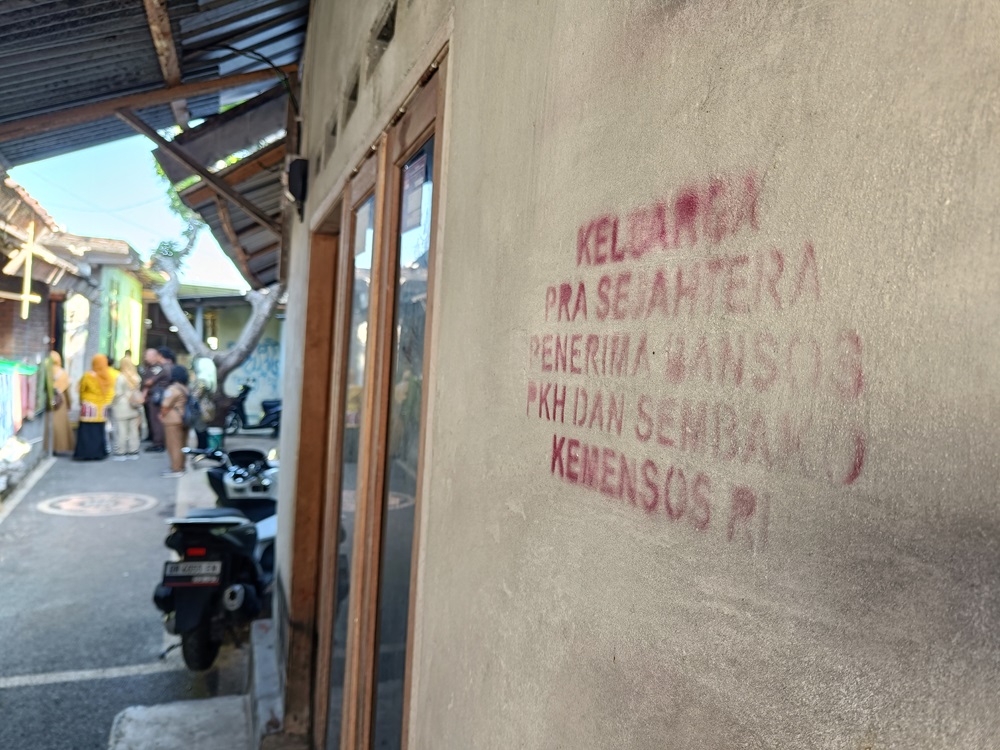 KELUARGA
PRA SEJAHTERA
PENERIMA BANSOS
PKH DAN SEMBAKO
KEMENSOS RI